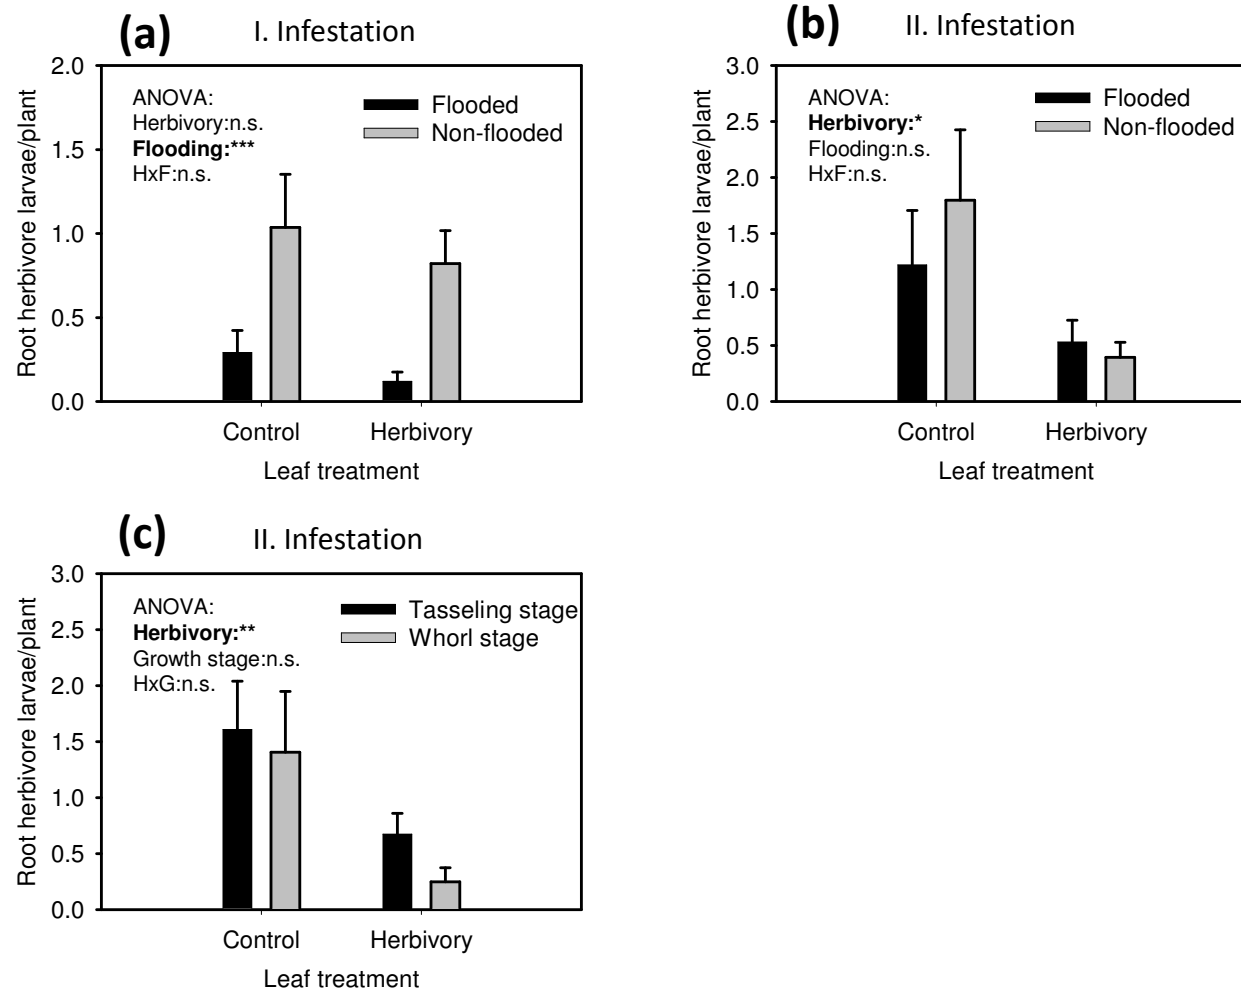 (a)
I. Infestation
2.0
1.5
1.0
0.5
0.0
Root herbivore larvae/plant
ANOVA:
Herbivory:n.s.
Flooding:***
HxF:n.s.
Flooded
Non-flooded
Control
Herbivory
Leaf treatment
(b)
II. Infestation
3.0
2.5
2.0
1.5
1.0
0.5
0.0
Root herbivore larvae/plant
ANOVA:
Herbivory:*
Flooding:n.s.
HxF:n.s.
Flooded
Non-flooded
Control
Herbivory
Leaf treatment
(c)
II. Infestation
3.0
2.5
2.0
1.5
1.0
0.5
0.0
Root herbivore larvae/plant
ANOVA:
Herbivory:**
Growth stage:n.s.
HxG:n.s.
Tasseling stage
Whorl stage
Control
Herbivory
Leaf treatment